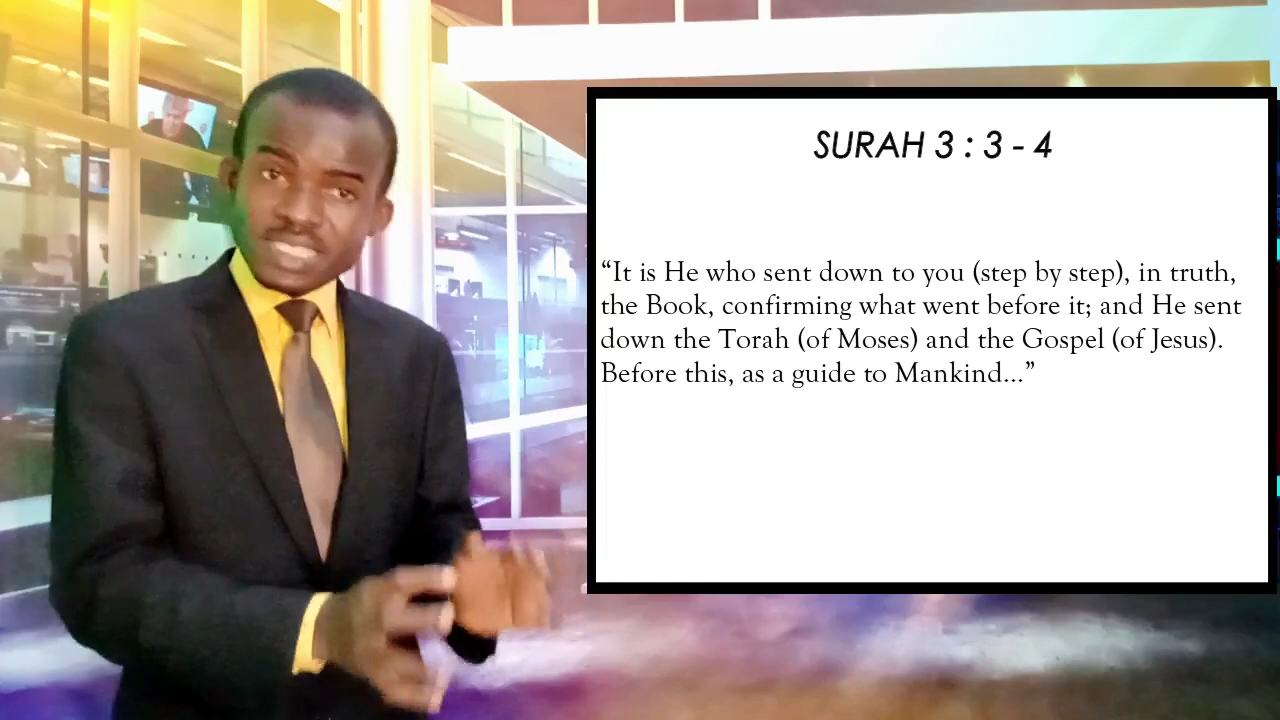 SURAH 3 : 3 - 4
“It is He who sent down to you (step by step), in truth,
the Book, confirming what went before it; and He sent
down the Torah (of Moses) and the Gospel (of Jesus).
Before this, as a guide to Mankind...”